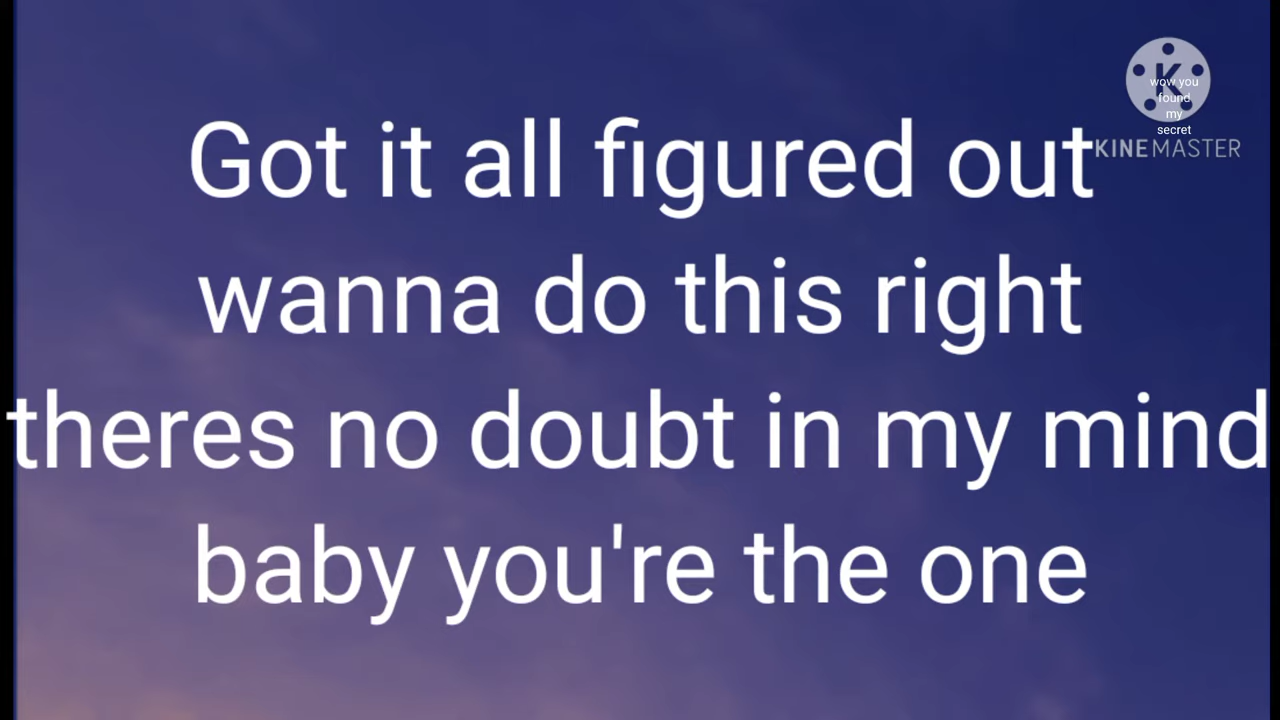 wow you
found
my
secret
KINEMASTER
Got it all figured out
wanna do this right
theres no doubt in my mind
baby you're the one